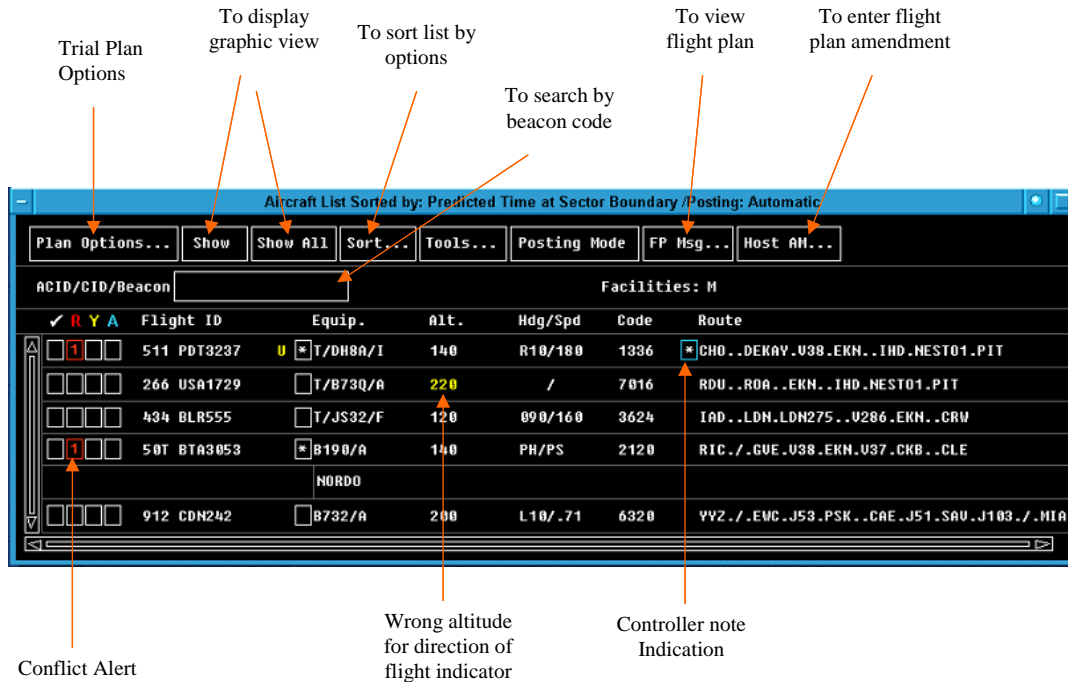 To display
graphic view
To view
flight plan
To enter flight
plan amendment
To sort list by
options
Trial Plan
Options
To search by
beacon code
Aircraft List Sorted by: Predicted Time at Sector Boundary /Posting: Automatic
Plan Options... Show Show All Sort... Tools... Posting Mode FP Msg... Host AM...
ACID/CID/Beacon Facilities: M
✓ R Y A Flight ID Equip. Alt. Hdg/Spd Code Route
1 511 PDT3237 U * T/DH8A/I 140 R10/180 1336 * CHO..DEKAY.V38.EKN..IHD.NESTO1.PIT
266 USA1729 T/B73Q/A 220 / 7016 RDU..ROA..EKN..IHD.NESTO1.PIT
434 BLR555 T/JS32/F 120 090/160 3624 IAD..LDN.LDN275..V286.EKN..CRW
1 50T BTA3053 * B190/A 140 PH/PS 2120 RIC./.GVE.V38.EKN.V37.CKB..CLE
NORDO
912 CDN242 B732/A 200 L10/.71 6320 YYZ./.EWC.J53.PSK..CAE.J51.SAV.J103./.MIA
Wrong altitude
for direction of
flight indicator
Controller note
Indication
Conflict Alert